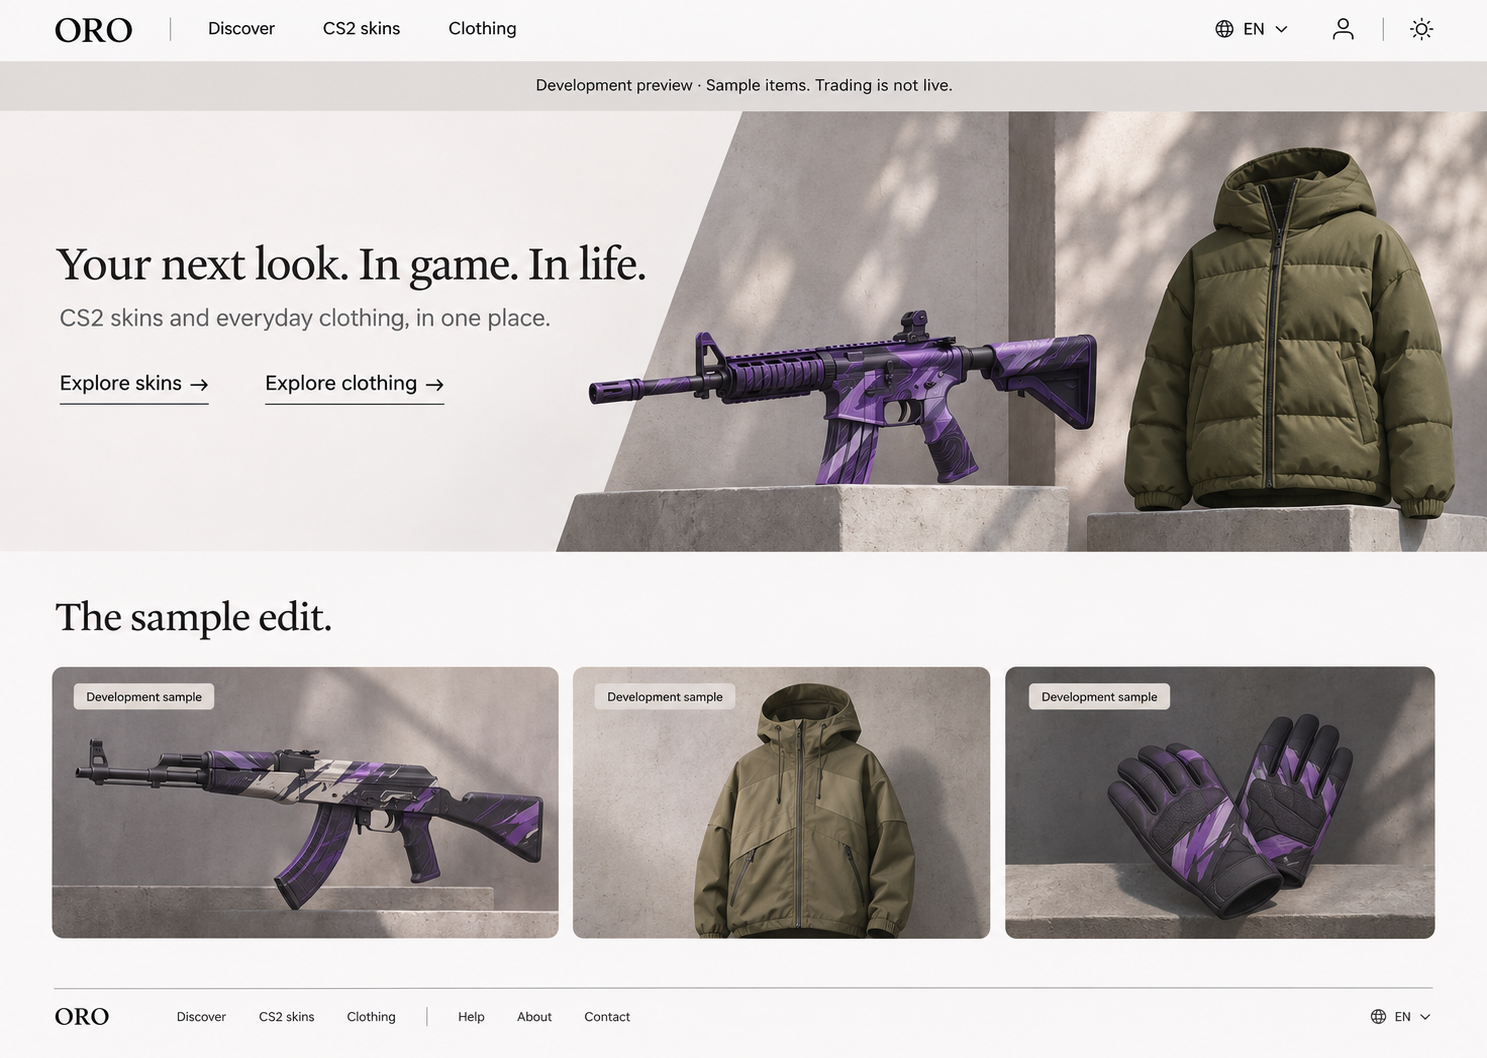 ORO
Discover
CS2 skins
Clothing
EN
Development preview · Sample items. Trading is not live.
Your next look. In game. In life.
CS2 skins and everyday clothing, in one place.
Explore skins →
Explore clothing →
The sample edit.
Development sample
Development sample
Development sample
ORO
Discover
CS2 skins
Clothing
Help
About
Contact
EN